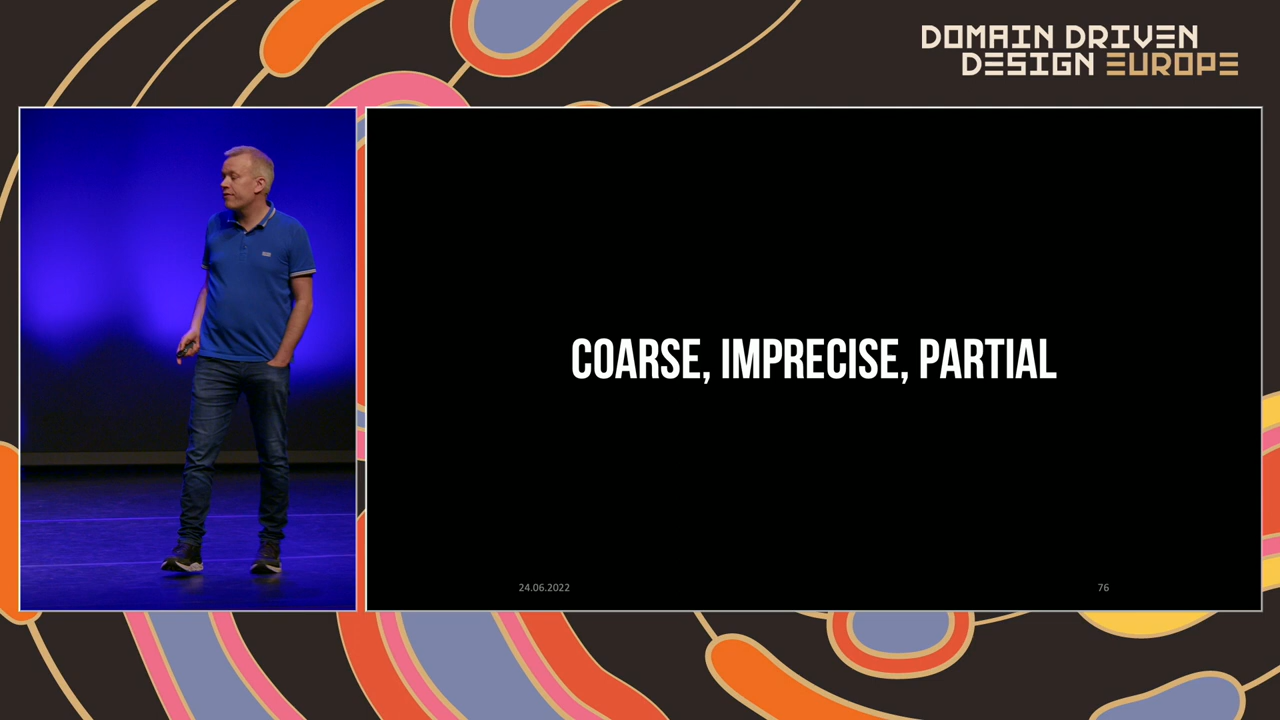 DOMAIN DRIVEN
DESIGN EUROPE
COARSE, IMPRECISE, PARTIAL
24.06.2022
76